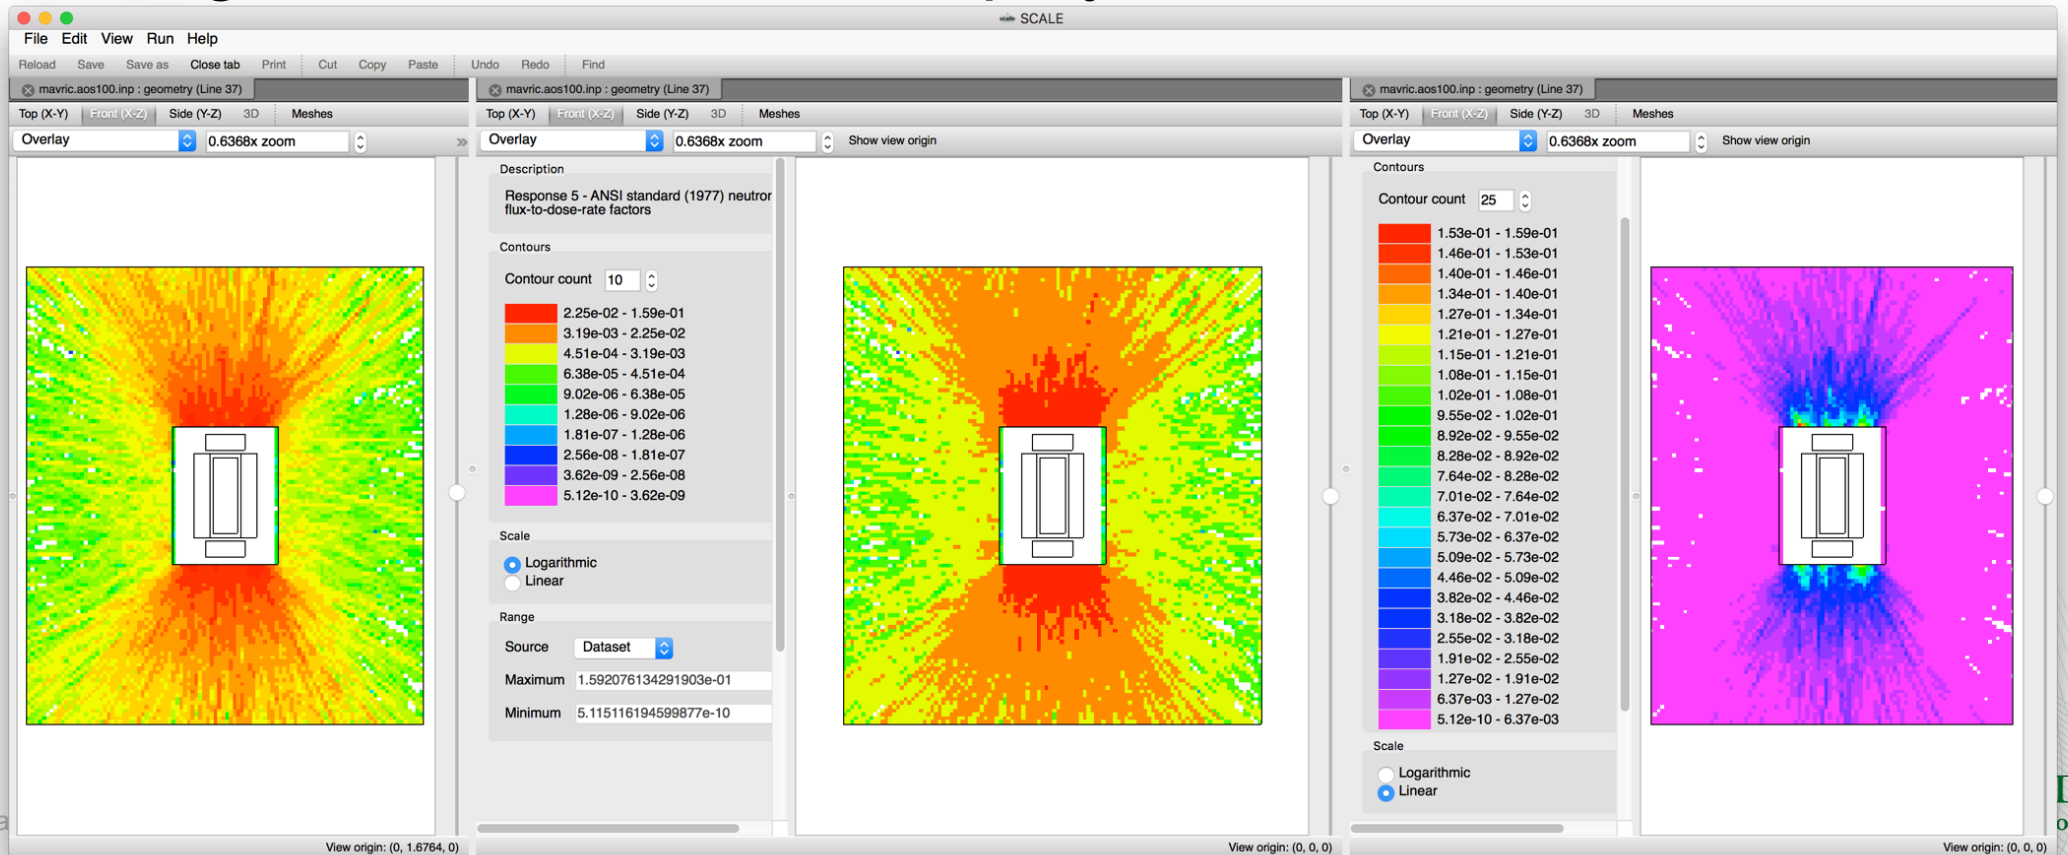 SCALE
File Edit View Run Help
Reload Save Save as Close tab Print Cut Copy Paste Undo Redo Find
mavric.aos100.inp : geometry (Line 37)
Top (X-Y) Front (X-Z) Side (Y-Z) 3D Meshes
Overlay 0.6368x zoom »
View origin: (0, 1.6764, 0)
mavric.aos100.inp : geometry (Line 37)
Top (X-Y) Front (X-Z) Side (Y-Z) 3D Meshes
Overlay 0.6368x zoom Show view origin
Description
Response 5 - ANSI standard (1977) neutron
flux-to-dose-rate factors
Contours
Contour count 10
2.25e-02 - 1.59e-01
3.19e-03 - 2.25e-02
4.51e-04 - 3.19e-03
6.38e-05 - 4.51e-04
9.02e-06 - 6.38e-05
1.28e-06 - 9.02e-06
1.81e-07 - 1.28e-06
2.56e-08 - 1.81e-07
3.62e-09 - 2.56e-08
5.12e-10 - 3.62e-09
Scale
Logarithmic
Linear
Range
Source Dataset
Maximum 1.592076134291903e-01
Minimum 5.115116194599877e-10
View origin: (0, 0, 0)
mavric.aos100.inp : geometry (Line 37)
Top (X-Y) Front (X-Z) Side (Y-Z) 3D Meshes
Overlay 0.6368x zoom Show view origin
Contours
Contour count 25
1.53e-01 - 1.59e-01
1.46e-01 - 1.53e-01
1.40e-01 - 1.46e-01
1.34e-01 - 1.40e-01
1.27e-01 - 1.34e-01
1.21e-01 - 1.27e-01
1.15e-01 - 1.21e-01
1.08e-01 - 1.15e-01
1.02e-01 - 1.08e-01
9.55e-02 - 1.02e-01
8.92e-02 - 9.55e-02
8.28e-02 - 8.92e-02
7.64e-02 - 8.28e-02
7.01e-02 - 7.64e-02
6.37e-02 - 7.01e-02
5.73e-02 - 6.37e-02
5.09e-02 - 5.73e-02
4.46e-02 - 5.09e-02
3.82e-02 - 4.46e-02
3.18e-02 - 3.82e-02
2.55e-02 - 3.18e-02
1.91e-02 - 2.55e-02
1.27e-02 - 1.91e-02
6.37e-03 - 1.27e-02
5.12e-10 - 6.37e-03
Scale
Logarithmic
Linear
View origin: (0, 0, 0)